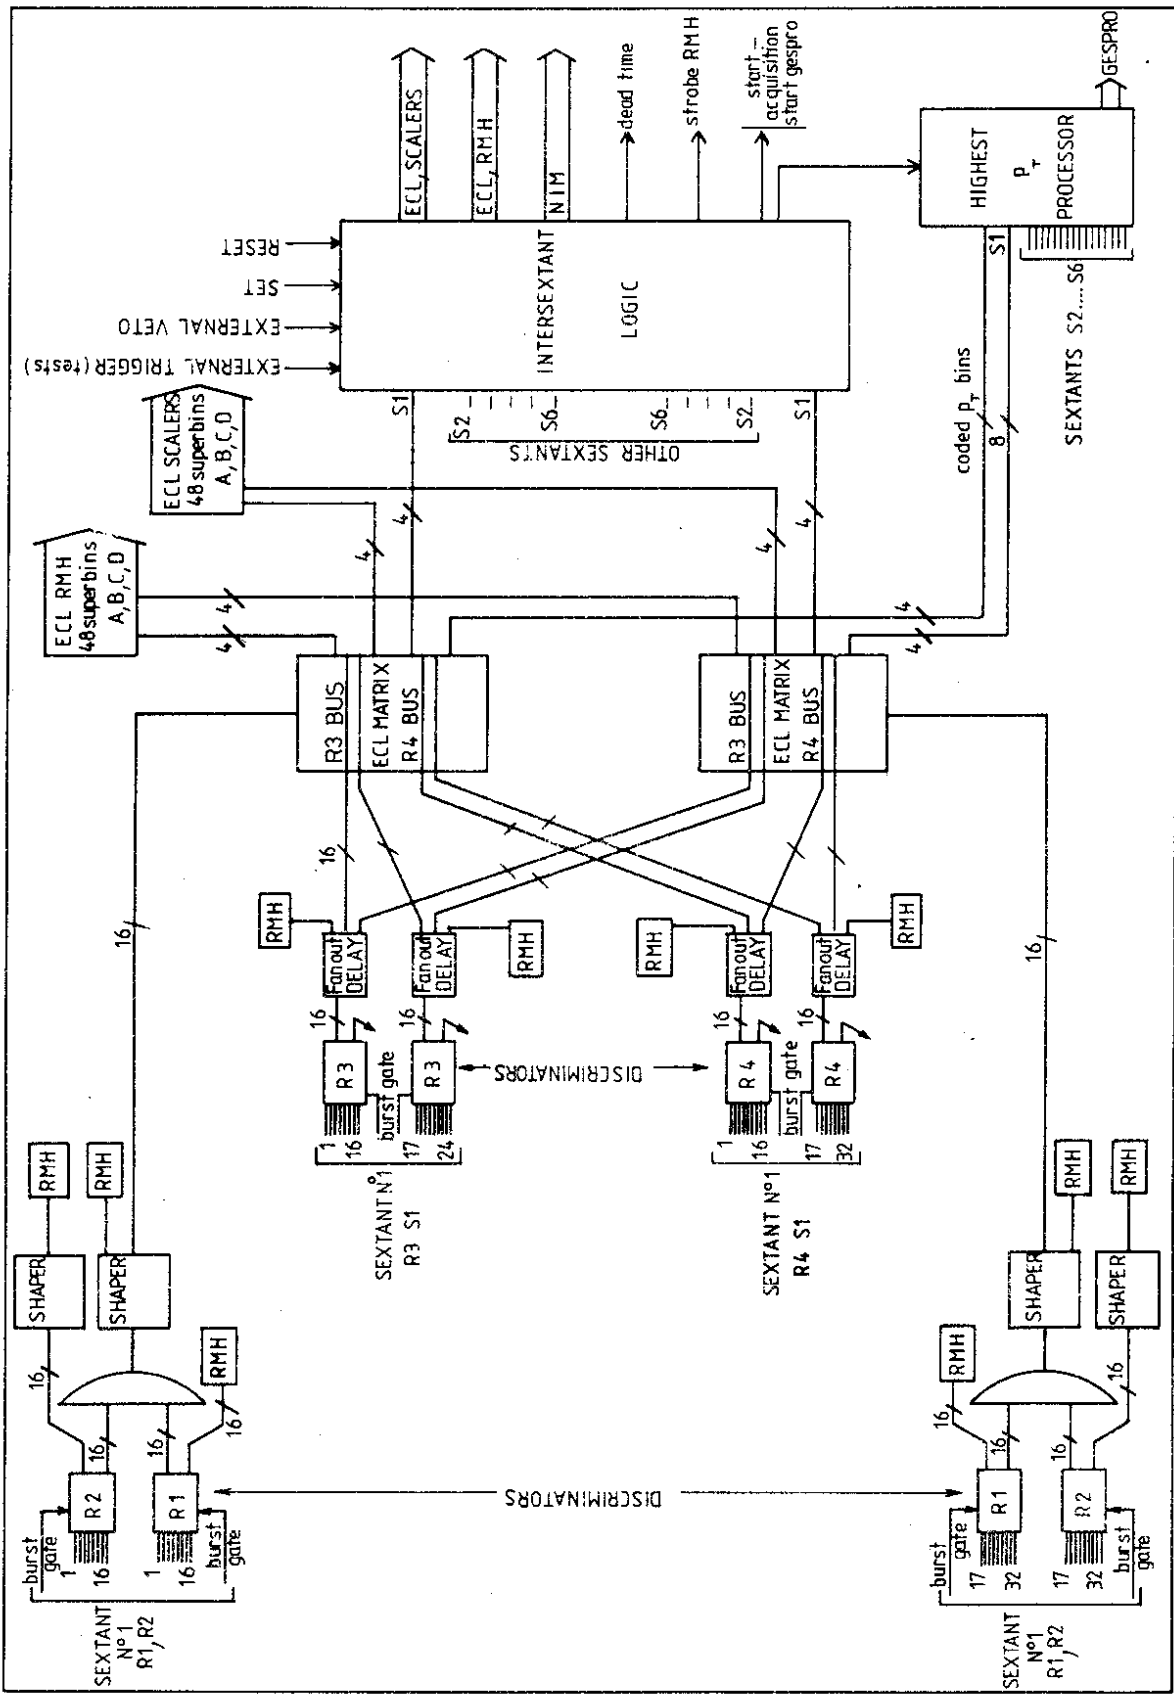 SEXTANT
N°1
R1, R2
burst
gate
1
16
1
16
burst
gate
R2
R1
16
16
16
16
RMH
SHAPER
SHAPER
RMH
RMH
16
DISCRIMINATORS
SEXTANT
N°1
R1, R2
burst
gate
17
32
17
32
burst
gate
R1
R2
16
16
16
16
RMH
SHAPER
SHAPER
RMH
RMH
16
SEXTANT N°1
R3 S1
1
16
17
24
burst gate
R3
R3
16
16
Fan out
DELAY
Fan out
DELAY
RMH
RMH
16
DISCRIMINATORS
SEXTANT N°1
R4 S1
1
16
17
32
burst gate
R4
R4
16
16
Fan out
DELAY
Fan out
DELAY
RMH
RMH
R3 BUS
ECL MATRIX
R4 BUS
R3 BUS
ECL MATRIX
R4 BUS
ECL RMH
48 superbins
A, B, C, D
4
4
ECL SCALERS
48 superbins
A, B, C, D
4
4
4
4
4
4
S1
S2
S6
OTHER SEXTANTS
S6
S2
S1
EXTERNAL TRIGGER (tests)
EXTERNAL VETO
SET
RESET
INTERSEXTANT
LOGIC
ECL, SCALERS
ECL, RMH
NIM
dead time
strobe RMH
start –
acquisition
start gespro
coded pT bins
8
S1
SEXTANTS S2.... S6
HIGHEST
pT
PROCESSOR
GESPRO